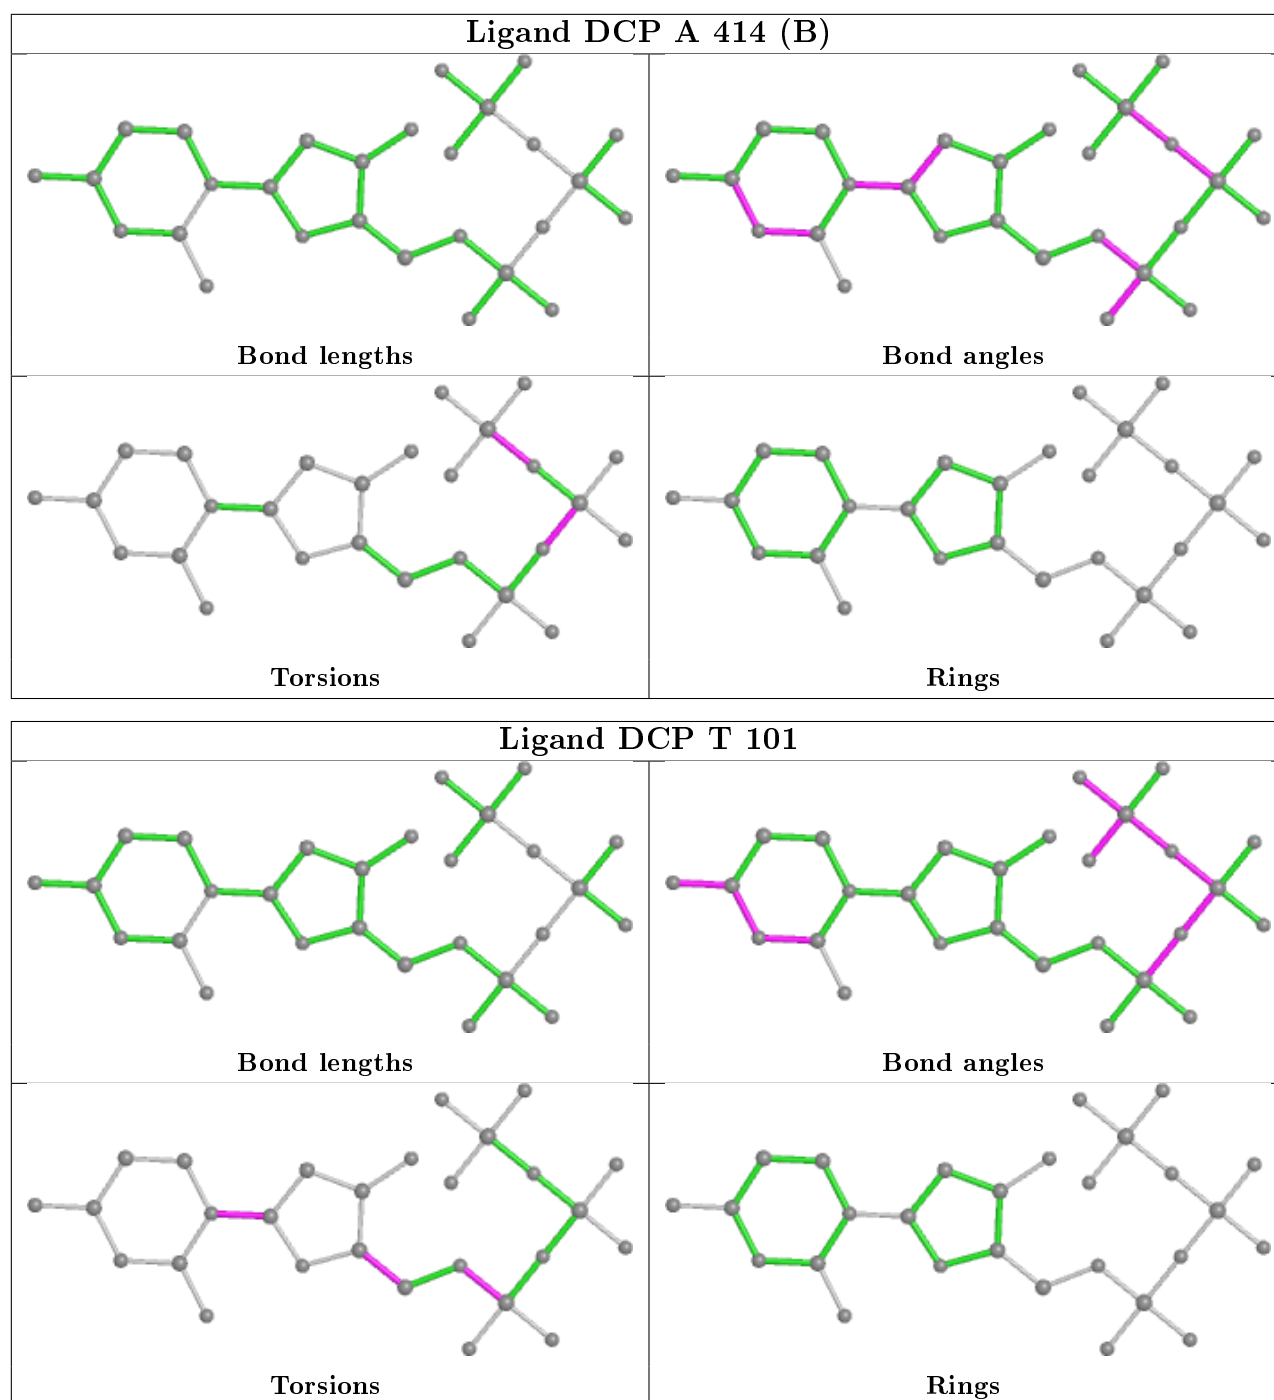 Ligand DCP A 414 (B)
Bond lengths
Bond angles
Torsions
Rings
Ligand DCP T 101
Bond lengths
Bond angles
Torsions
Rings